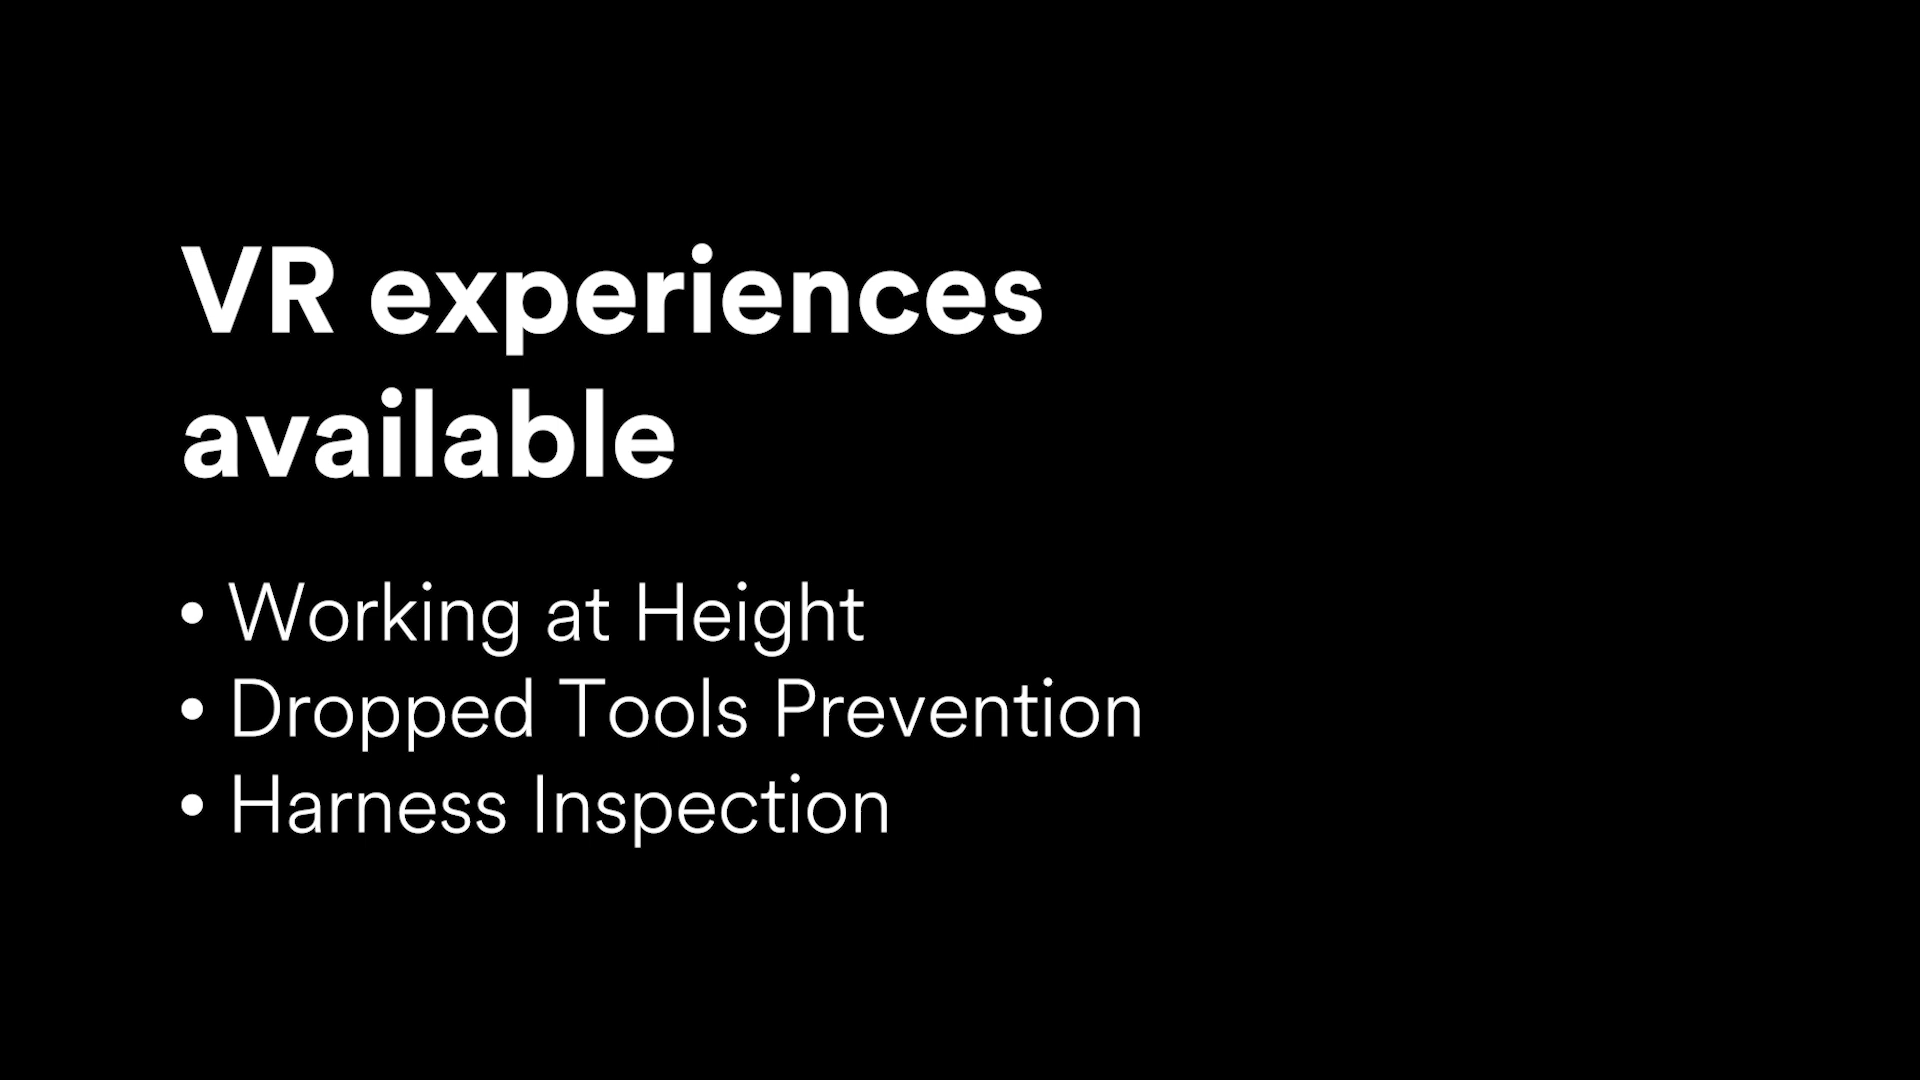 VR experiences
available
• Working at Height
• Dropped Tools Prevention
• Harness Inspection